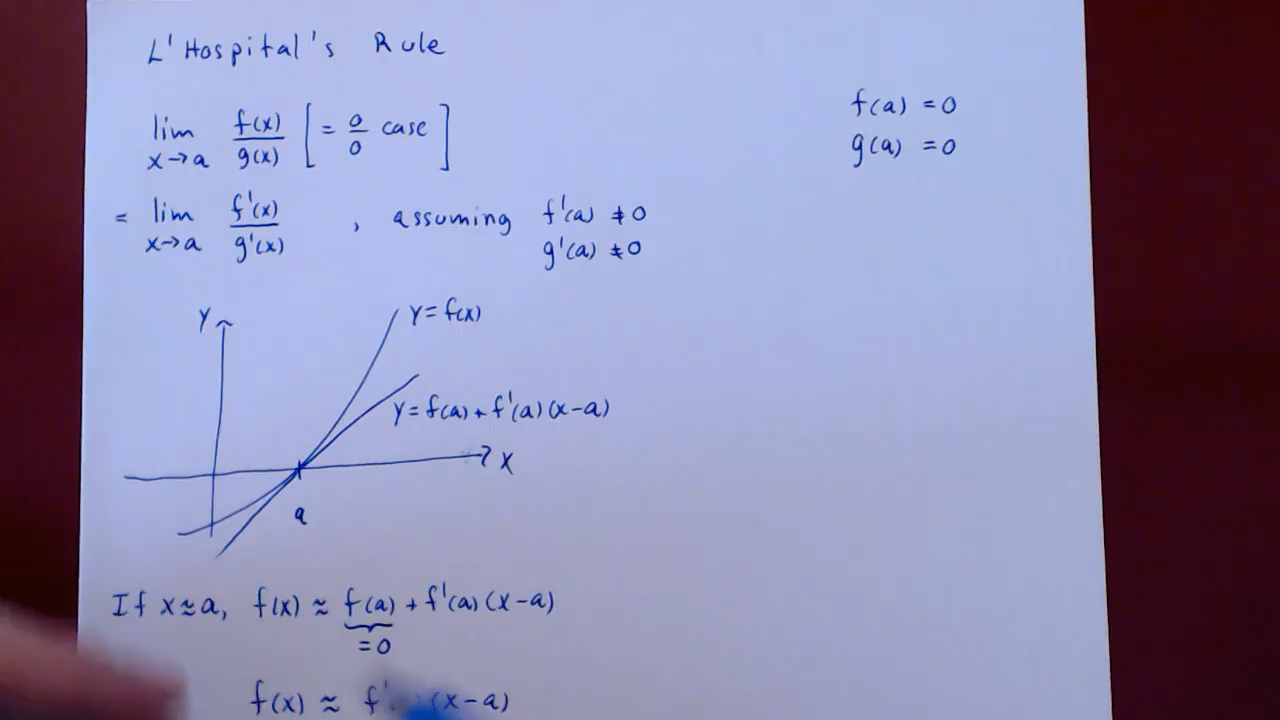 L'Hospital's Rule
lim x→a f(x)/g(x) [= 0/0 case]
f(a) = 0
g(a) = 0
= lim x→a f'(x)/g'(x) , assuming f'(a) ≠ 0
g'(a) ≠ 0
Y
Y = f(x)
Y = f(a) + f'(a)(x-a)
X
a
If x≈a, f(x) ≈ f(a) + f'(a)(x-a)
= 0
f(x) ≈ f' (x-a)